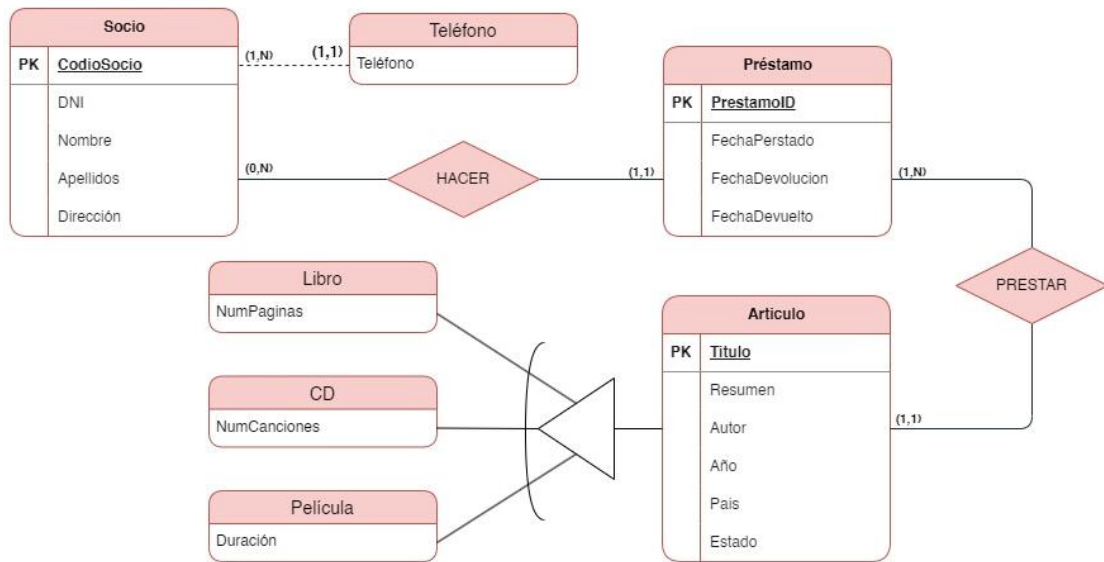 Socio
PK CodioSocio
DNI
Nombre
Apellidos
Dirección
(1,N)
(1,1)
Teléfono
Teléfono
(0,N)
HACER
(1,1)
Préstamo
PK PrestamoID
FechaPerstado
FechaDevolucion
FechaDevuelto
(1,N)
PRESTAR
Libro
NumPaginas
CD
NumCanciones
Película
Duración
Articulo
PK Titulo
Resumen
Autor
Año
Pais
Estado
(1,1)